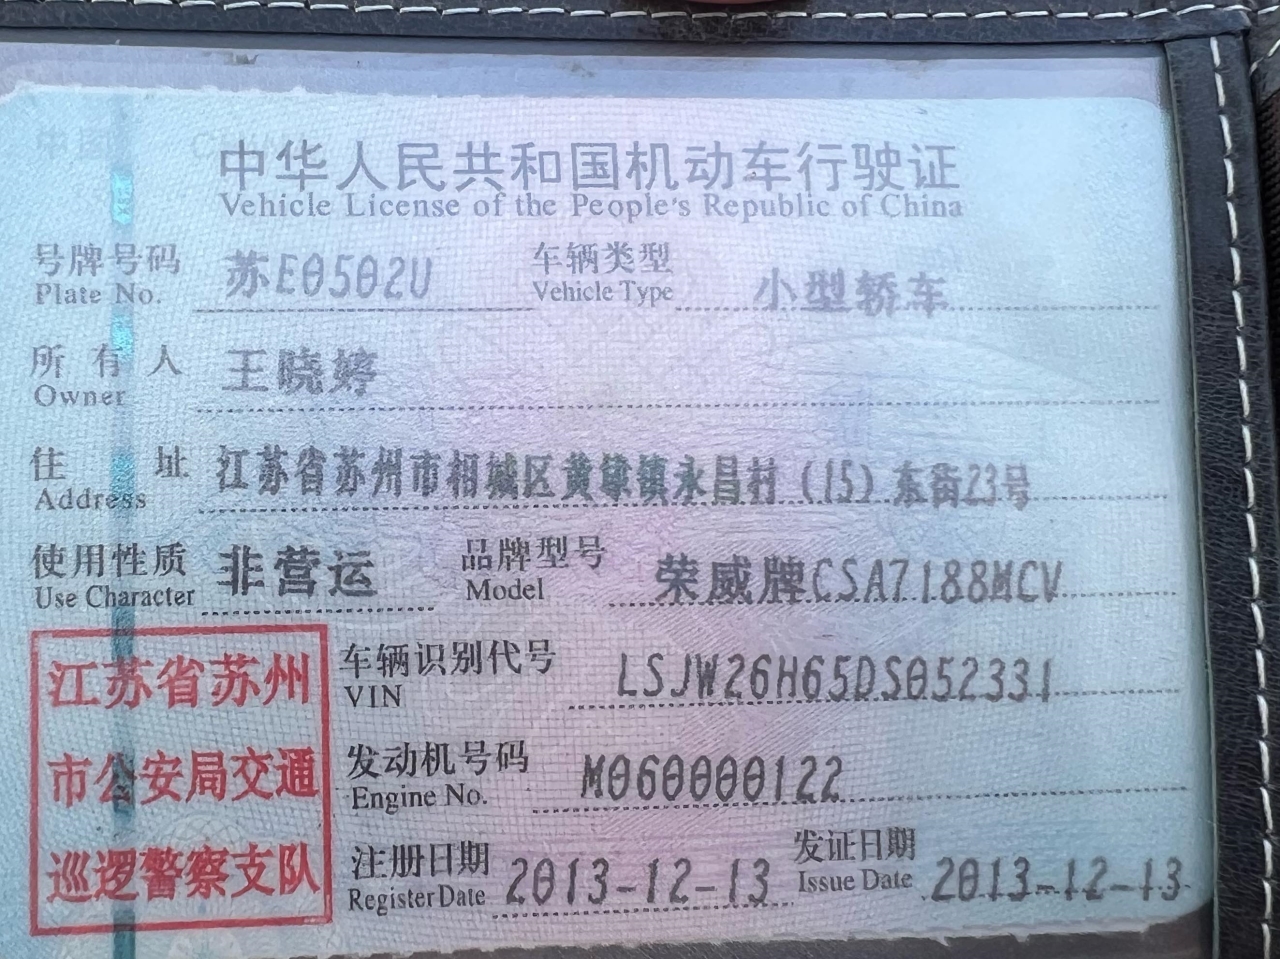 中华人民共和国机动车行驶证
Vehicle License of the People's Republic of China
号牌号码 苏E0502U 车辆类型 小型轿车
Plate No. Vehicle Type
所有人 王晓婷
Owner
住址 江苏省苏州市相城区黄埭镇永昌村(15)东街23号
Address
使用性质 非营运 品牌型号 荣威牌CSA7188MCV
Use Character Model
车辆识别代号 LSJW26H65DS052331
VIN
发动机号码 M060000122
Engine No.
注册日期 2013-12-13 发证日期 2013-12-13
Register Date Issue Date
江苏省苏州
市公安局交通
巡逻警察支队